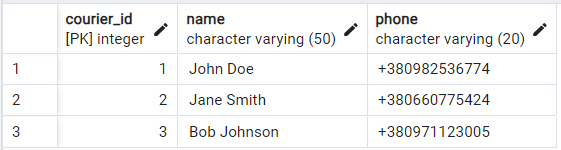 courier_id name phone
[PK] integer character varying (50) character varying (20)
1 1 John Doe +380982536774
2 2 Jane Smith +380660775424
3 3 Bob Johnson +380971123005